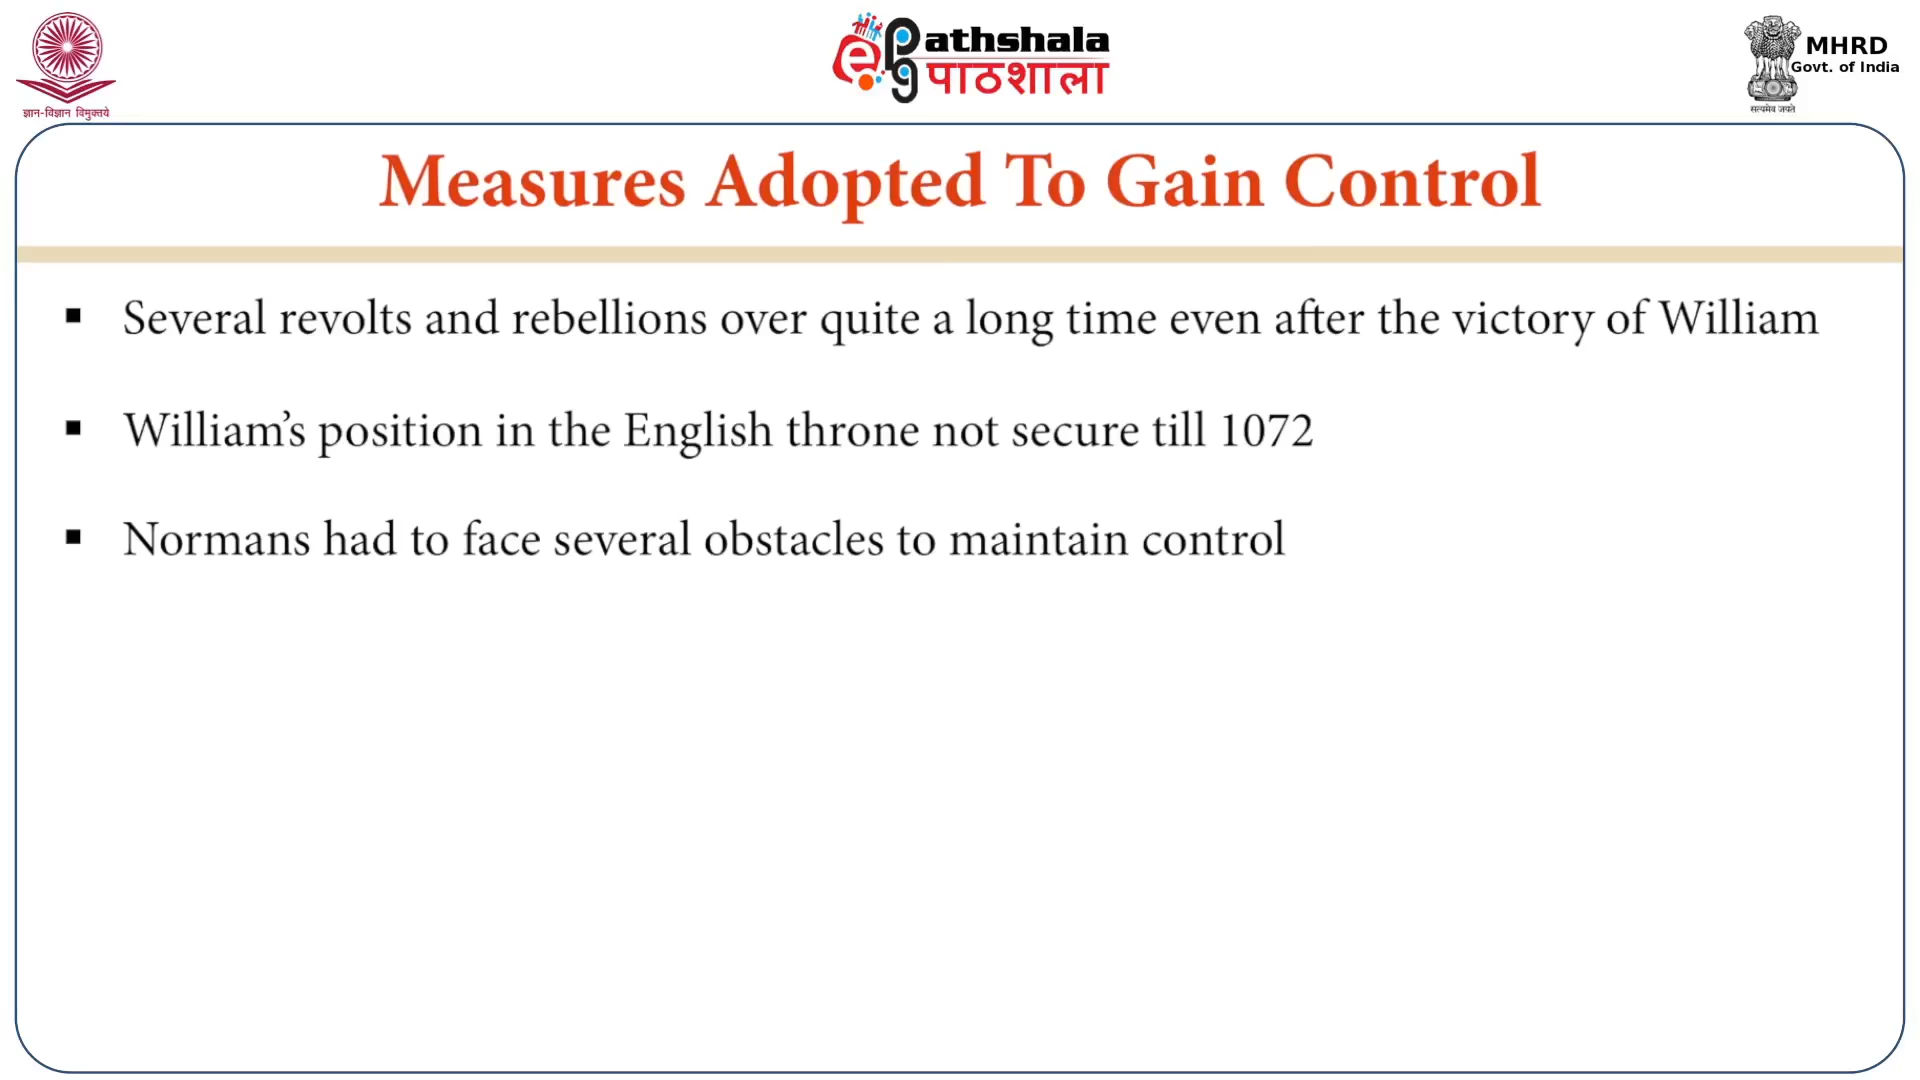 ज्ञान-विज्ञान विमुक्तये
ePathshala
पाठशाला
MHRD
Govt. of India
सत्यमेव जयते
Measures Adopted To Gain Control
▪ Several revolts and rebellions over quite a long time even after the victory of William
▪ William’s position in the English throne not secure till 1072
▪ Normans had to face several obstacles to maintain control